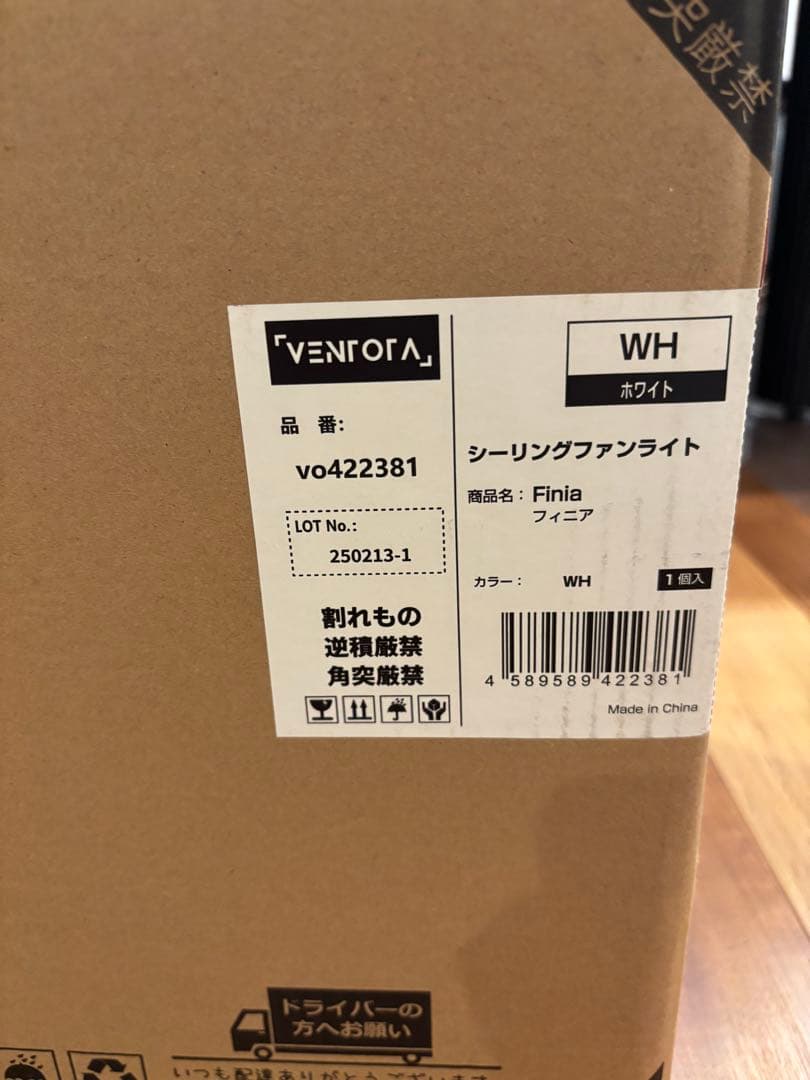 突厳禁
「VENTOTA」
品 番:
vo422381
LOT No.:
250213-1
割れもの
逆積厳禁
角突厳禁
WH
ホワイト
シーリングファンライト
商品名: Finia
フィニア
カラー: WH
1個入
4 589589 422381
Made in China
ドライバーの
方へお願い
いつも配達ありがとうございます